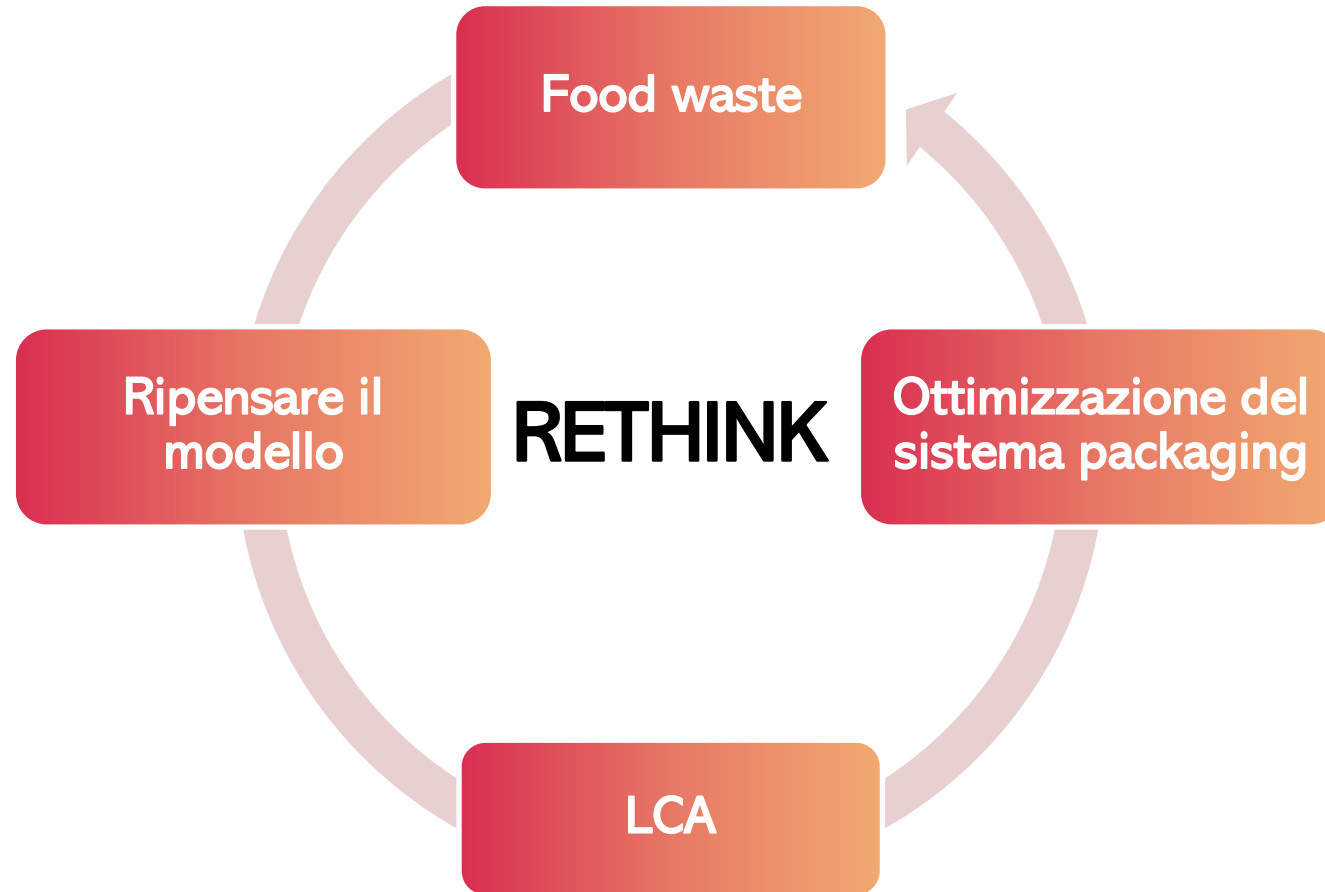 Food waste
Ripensare il
modello
RETHINK
Ottimizzazione del
sistema packaging
LCA